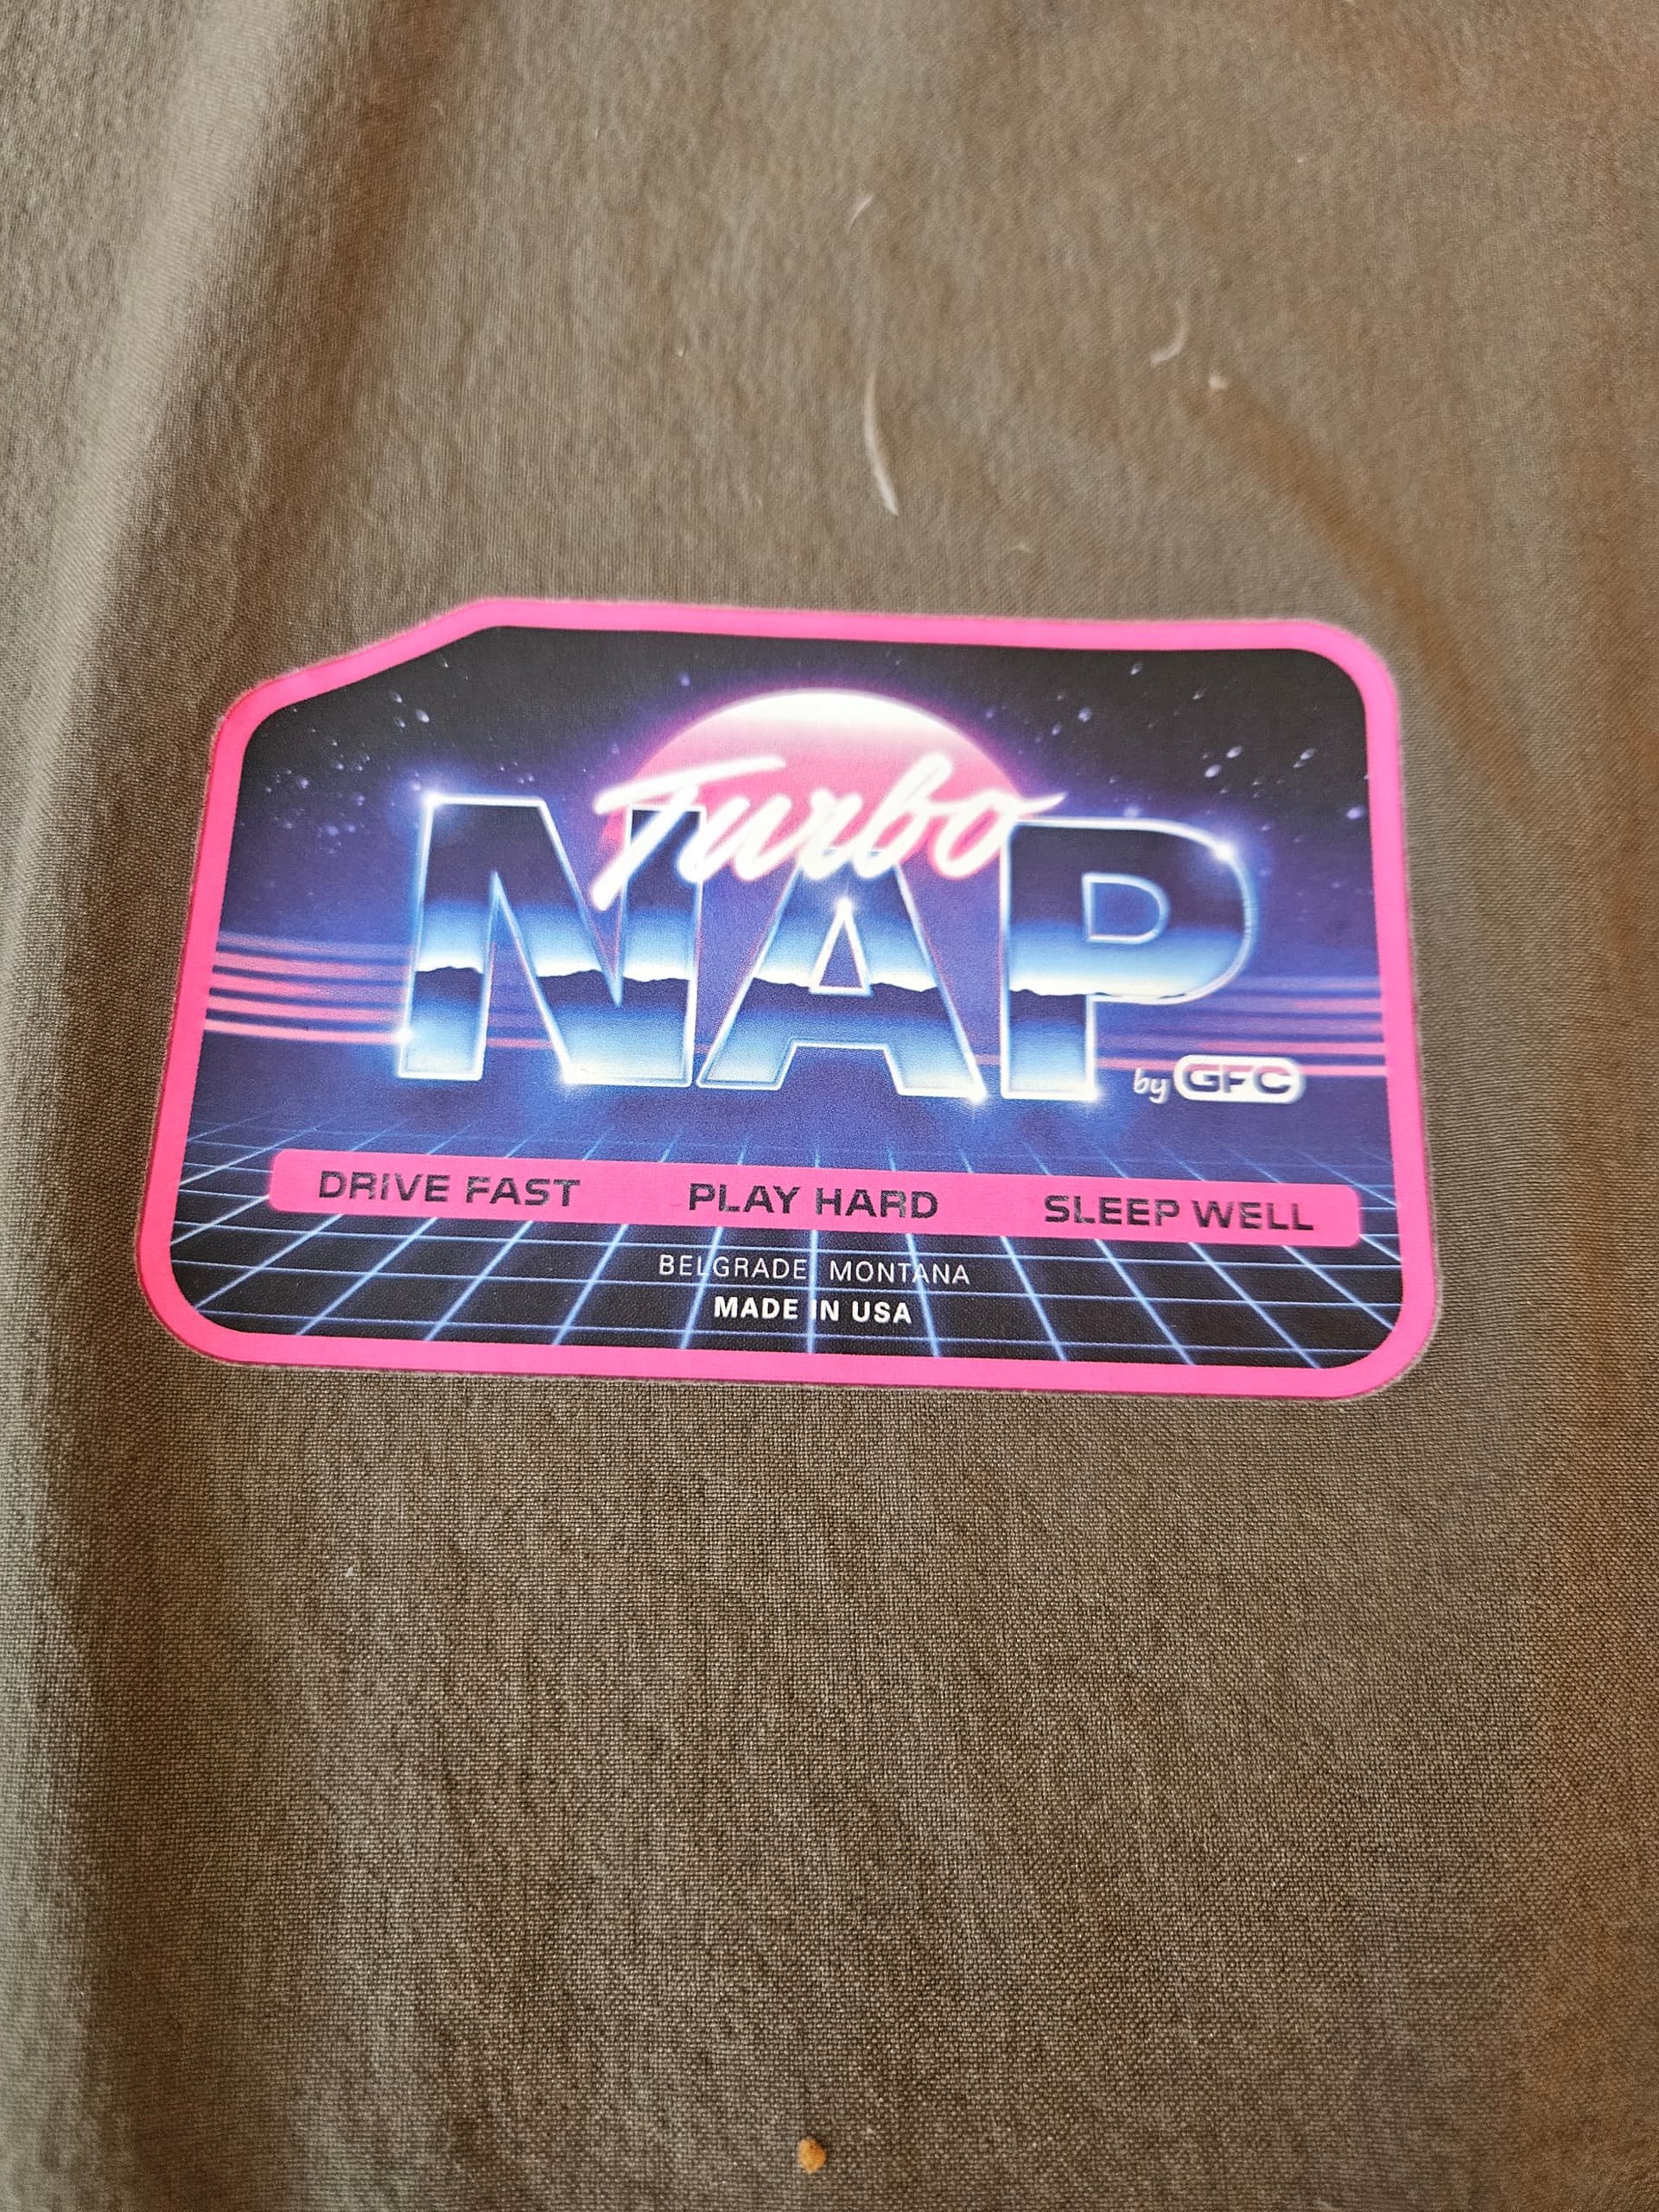 Turbo
NAP
by GFC
DRIVE FAST PLAY HARD SLEEP WELL
BELGRADE, MONTANA
MADE IN USA